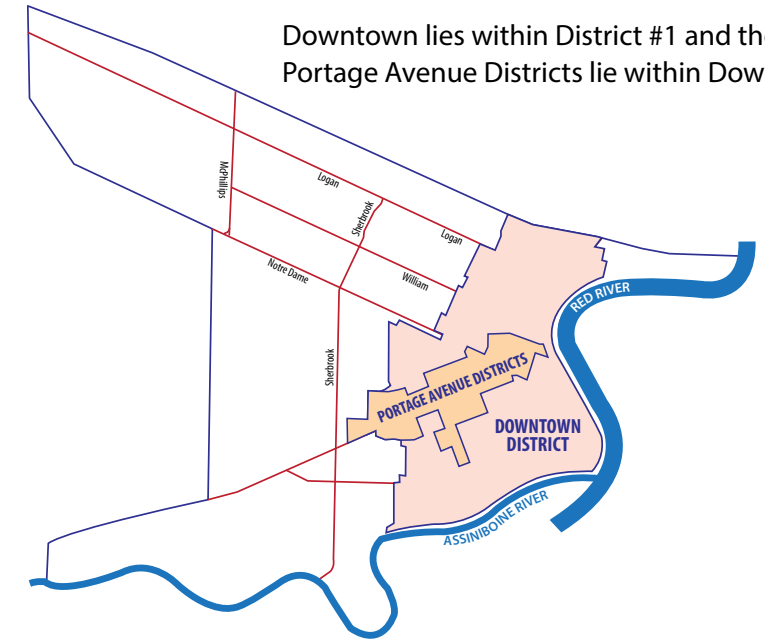 Downtown lies within District #1 and the
Portage Avenue Districts lie within Dow
McPhillips
Logan
Sherbrook
Logan
Notre Dame
William
RED RIVER
Sherbrook
PORTAGE AVENUE DISTRICTS
DOWNTOWN
DISTRICT
ASSINIBOINE RIVER